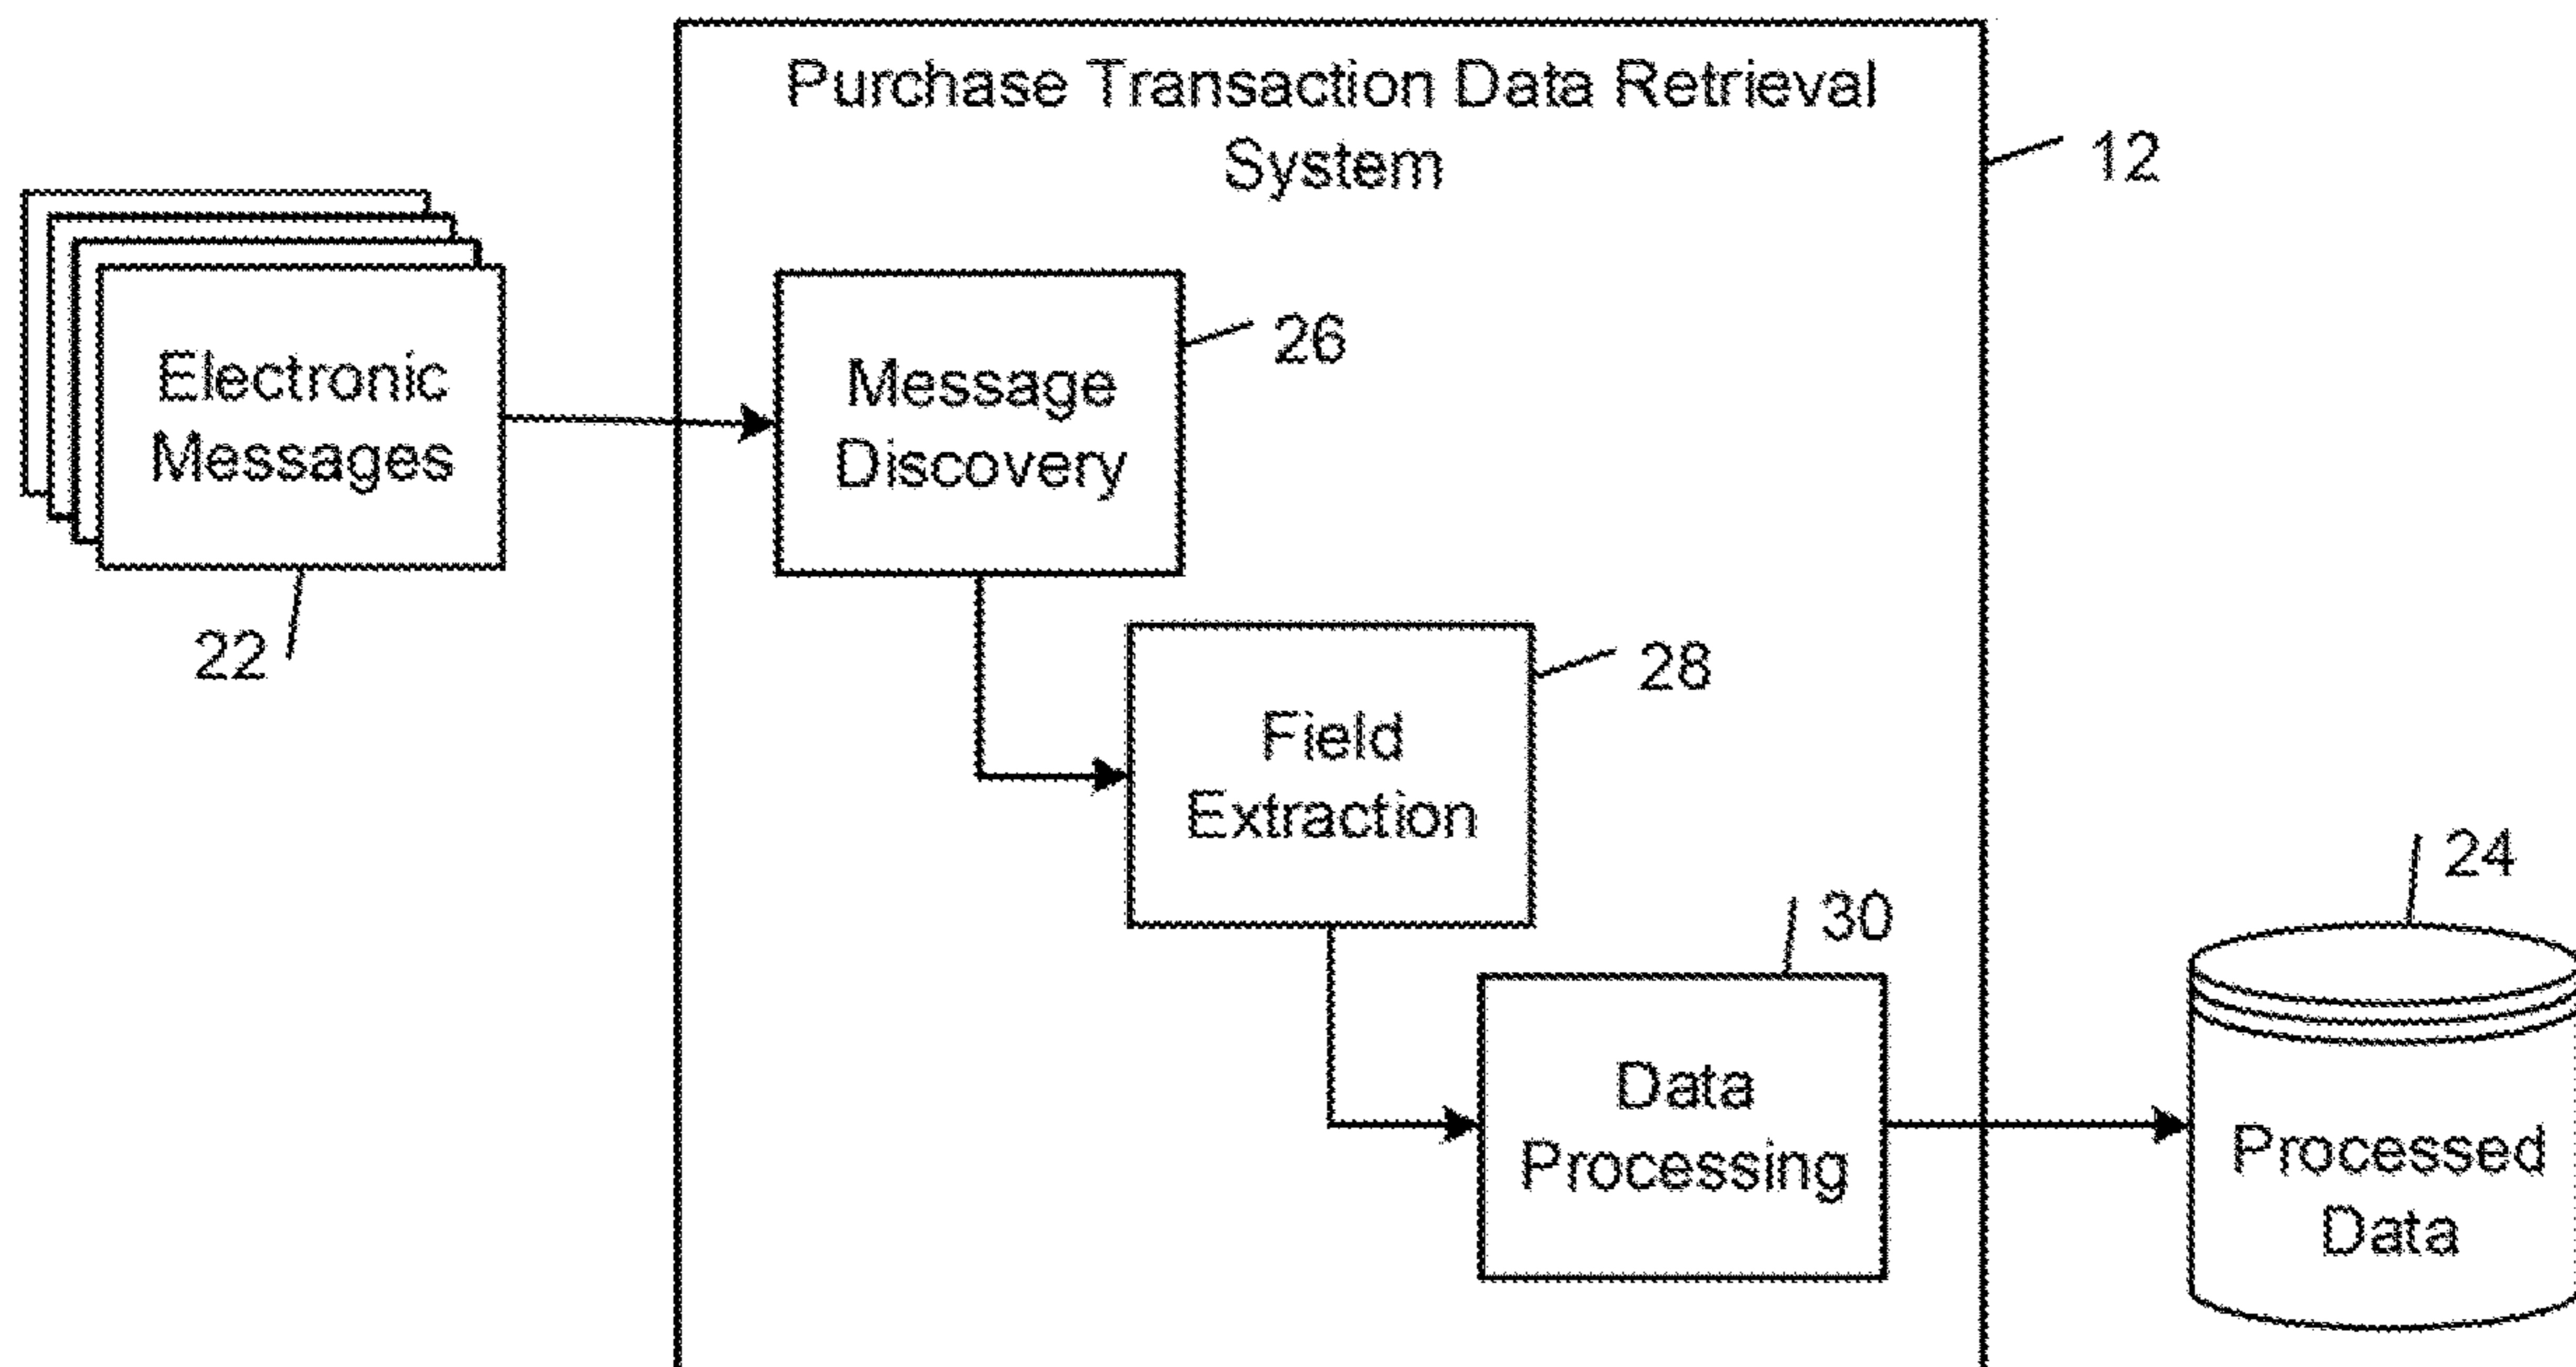 Purchase Transaction Data Retrieval
System
12
Electronic
Messages
22
Message
Discovery
26
Field
Extraction
28
Data
Processing
30
24
Processed
Data